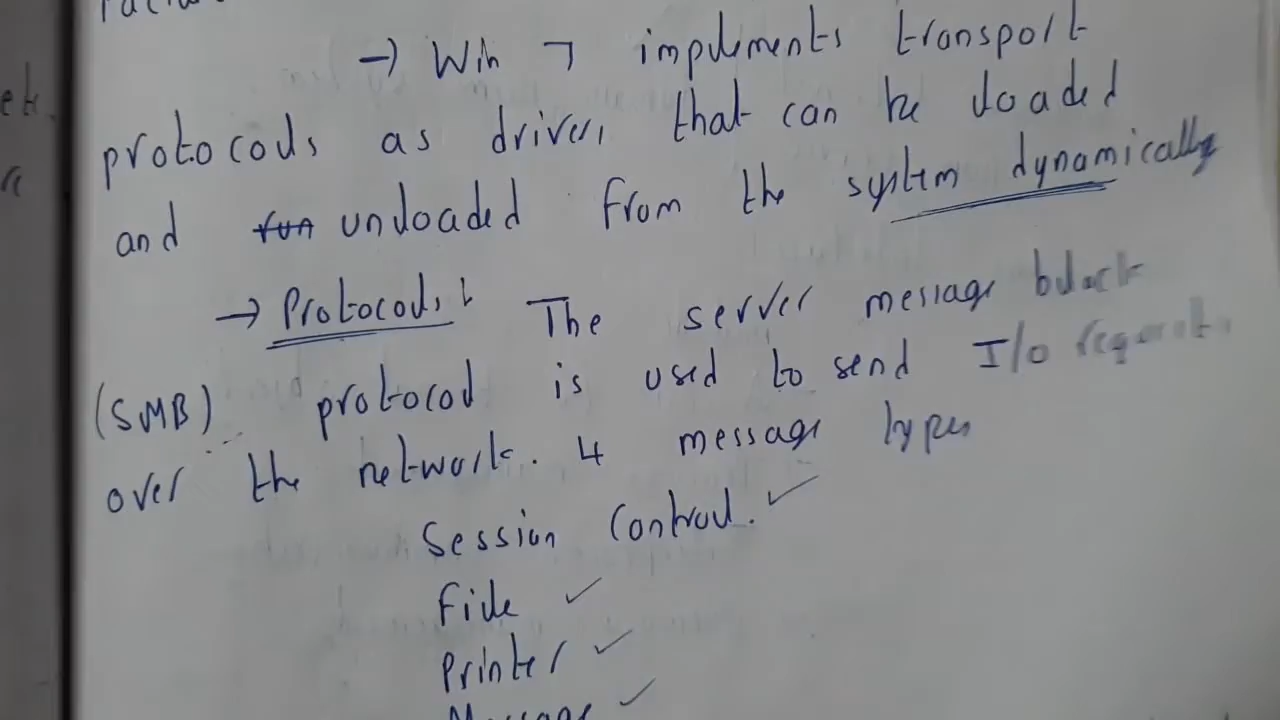 → Win 7 implements transport
protocols as drivers that can be loaded
and run unloaded from the system dynamically
→ Protocols: The server message block
(SMB) protocol is used to send I/O requests
over the network. 4 message types
Session Control. ✓
File ✓
Printer ✓
Message ✓